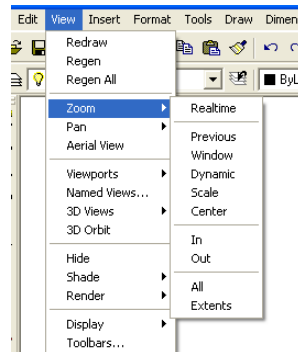 Edit View Insert Format Tools Draw Dimen
Redraw
Regen
Regen All
ByL
Zoom
Pan
Aerial View
Viewports
Named Views...
3D Views
3D Orbit
Hide
Shade
Render
Display
Toolbars...
Realtime
Previous
Window
Dynamic
Scale
Center
In
Out
All
Extents